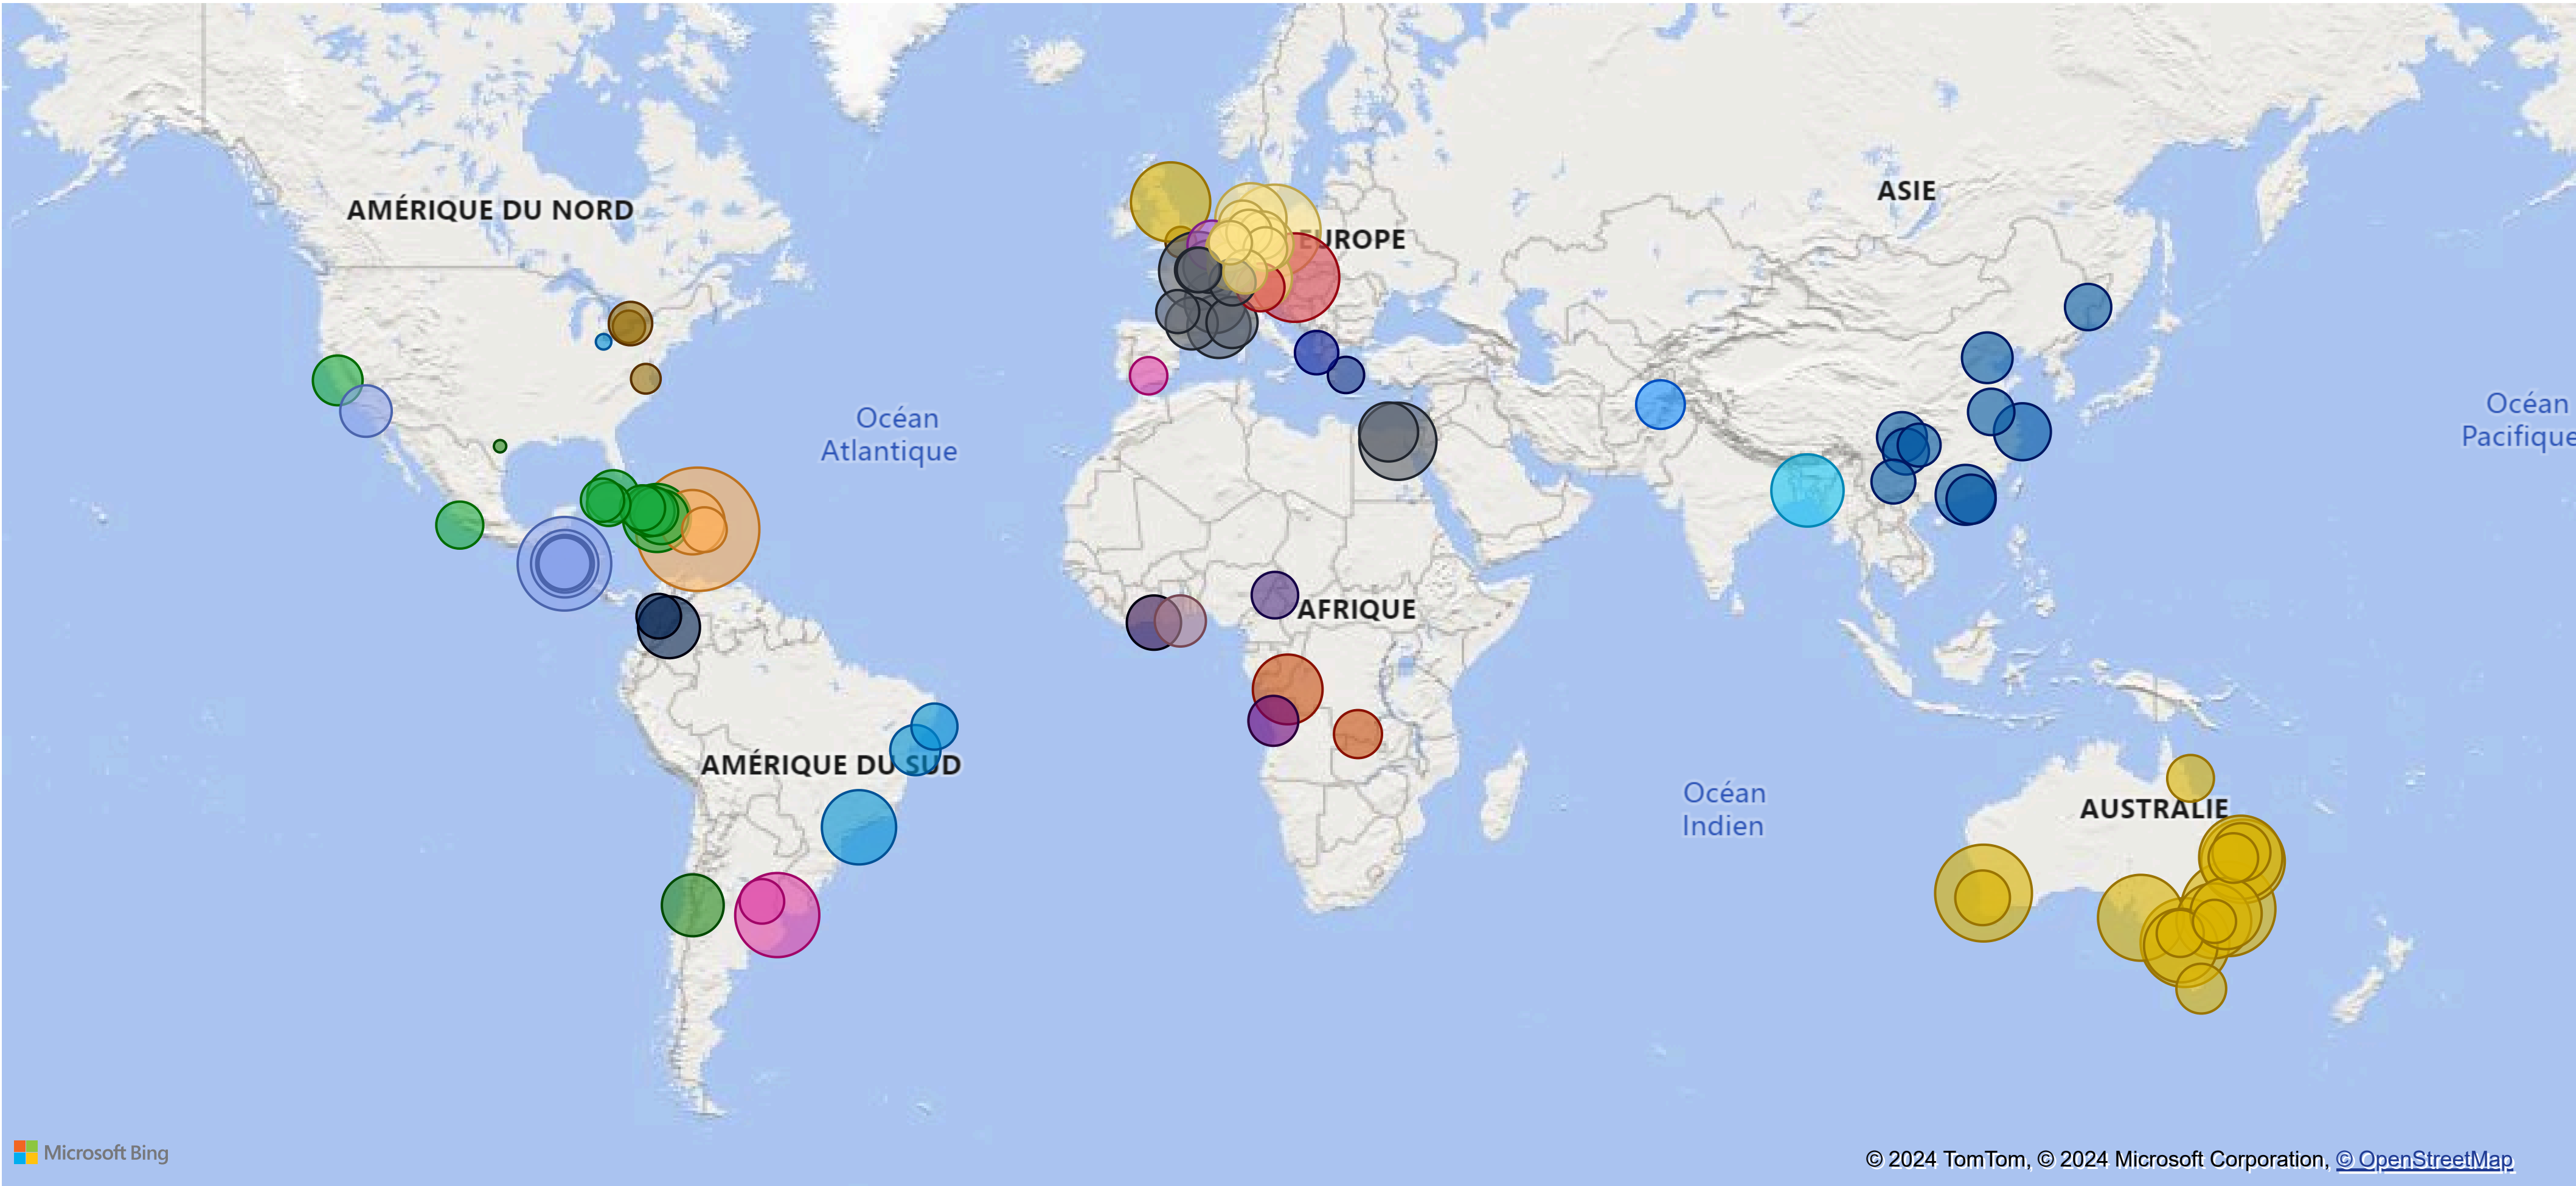 ASIE
AMÉRIQUE DU NORD
EUROPE
Océan
Atlantique
Océan
Pacifique
AFRIQUE
AMÉRIQUE DU SUD
Océan
Indien
AUSTRALIE
Microsoft Bing
© 2024 TomTom, © 2024 Microsoft Corporation, © OpenStreetMap